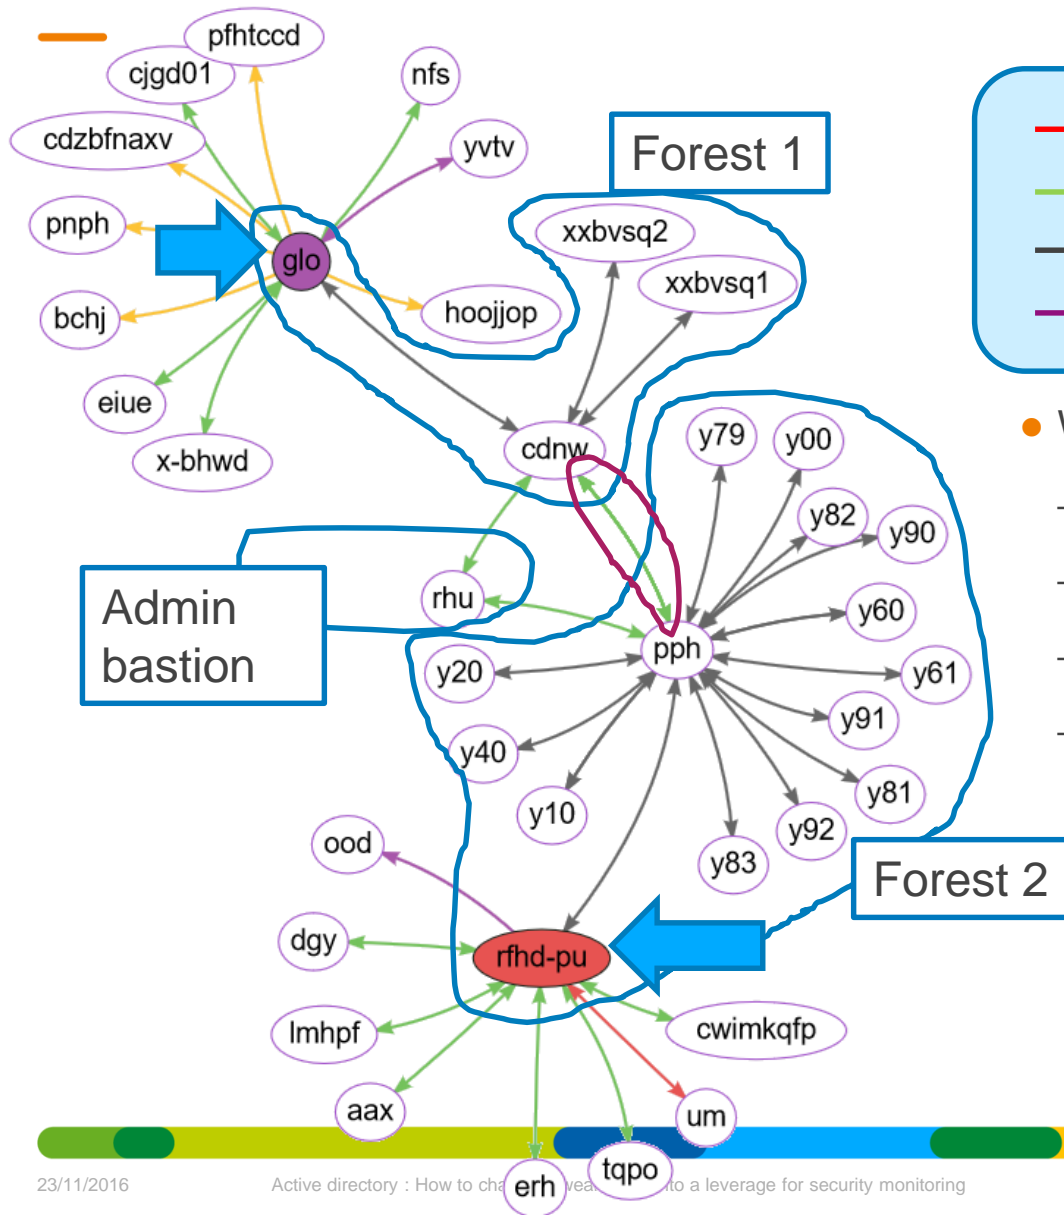 pfhtccd
cjgd01
nfs
cdzbfnaxv
yvtv
Forest 1
pnph
xxbvsq2
glo
xxbvsq1
bchj
hoojjop
eiue
x-bhwd
cdnw
y79
y00
W
y82
y90
Admin
bastion
rhu
y60
pph
y20
y61
y91
y40
y81
y10
y92
ood
y83
Forest 2
dgy
rfhd-pu
lmhpf
cwimkqfp
aax
um
tqpo
erh
23/11/2016
Active directory : How to to a leverage for security monitoring